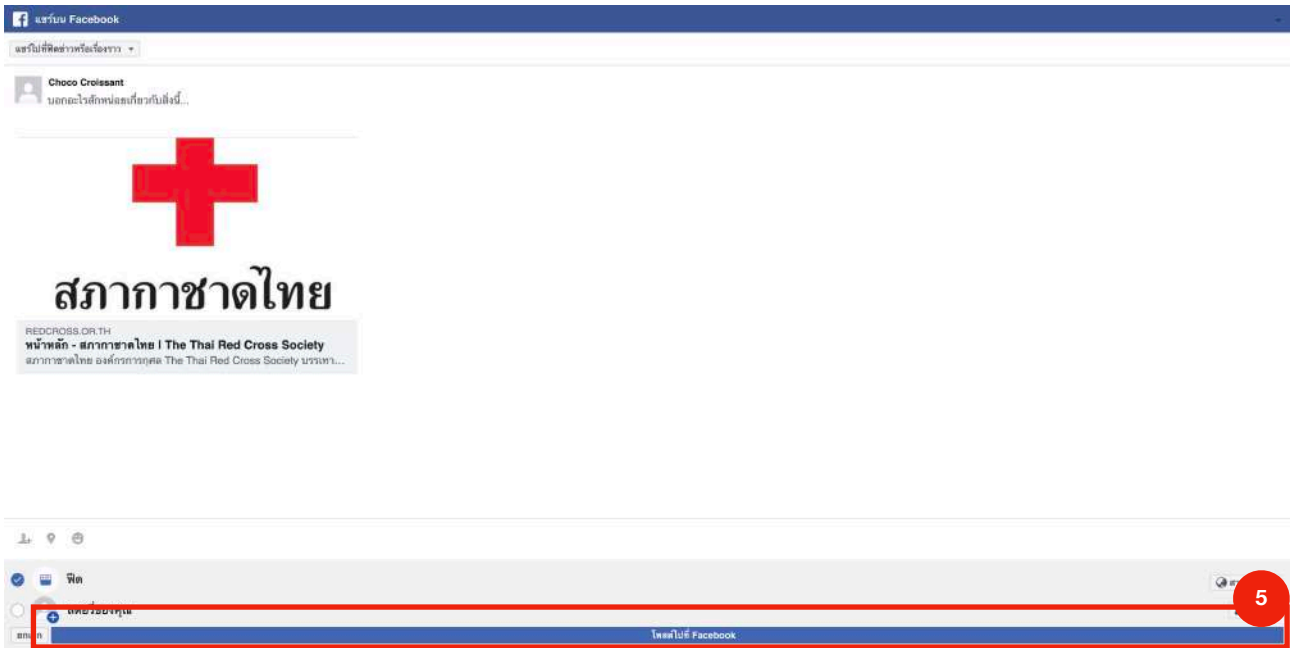 แชร์บน Facebook
แชร์ไปที่ฟีดข่าวหรือเรื่องราว
Choco Croissant
บอกอะไรสักหน่อยเกี่ยวกับสิ่งนี้...
สภากาชาดไทย
REDCROSS.OR.TH
หน้าหลัก - สภากาชาดไทย | The Thai Red Cross Society
สภากาชาดไทย องค์กรการกุศล The Thai Red Cross Society บรรเทา...
ฟีด
5
โพสต์ไปที่ Facebook